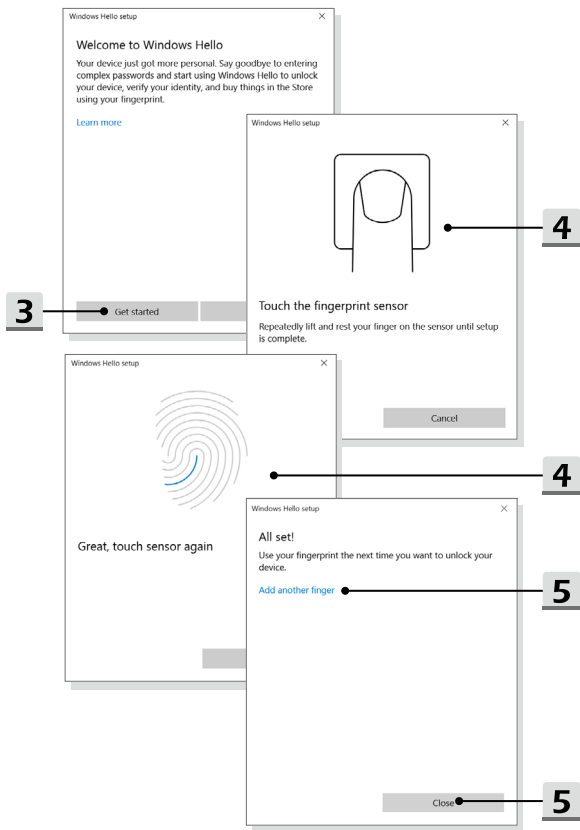 Windows Hello setup
Welcome to Windows Hello
Your device just got more personal. Say goodbye to entering
complex passwords and start using Windows Hello to unlock
your device, verify your identity, and buy things in the Store
using your fingerprint.
Learn more
3
Get started
Windows Hello setup
4
Touch the fingerprint sensor
Repeatedly lift and rest your finger on the sensor until setup
is complete.
Cancel
Windows Hello setup
4
Great, touch sensor again
Windows Hello setup
All set!
Use your fingerprint the next time you want to unlock your
device.
Add another finger
5
Close
5